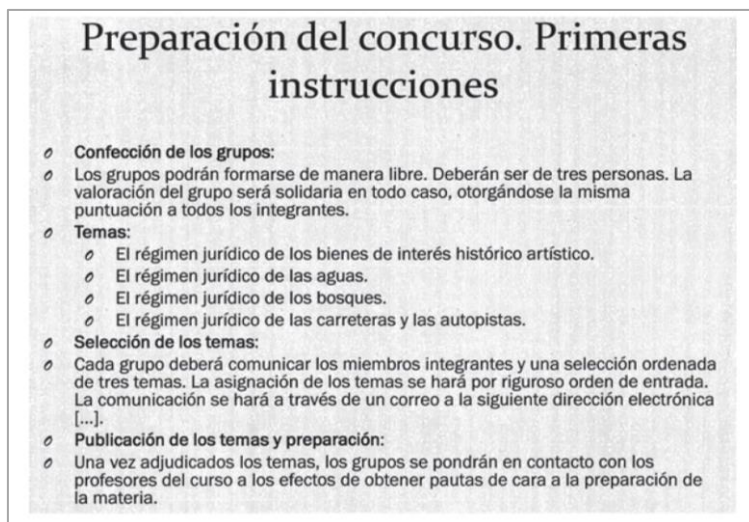 Preparación del concurso. Primeras
instrucciones
Confección de los grupos:
Los grupos podrán formarse de manera libre. Deberán ser de tres personas. La
valoración del grupo será solidaria en todo caso, otorgándose la misma
puntuación a todos los integrantes.
Temas:
El régimen jurídico de los bienes de interés histórico artístico.
El régimen jurídico de las aguas.
El régimen jurídico de los bosques.
El régimen jurídico de las carreteras y las autopistas.
Selección de los temas:
Cada grupo deberá comunicar los miembros integrantes y una selección ordenada
de tres temas. La asignación de los temas se hará por riguroso orden de entrada.
La comunicación se hará a través de un correo a la siguiente dirección electrónica
[...].
Publicación de los temas y preparación:
Una vez adjudicados los temas, los grupos se pondrán en contacto con los
profesores del curso a los efectos de obtener pautas de cara a la preparación de
la materia.